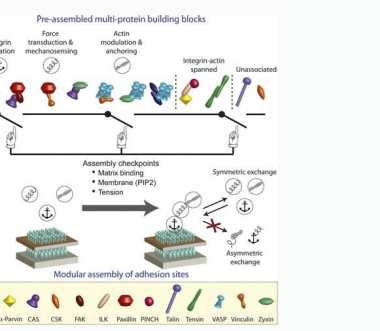 Pre-assembled multi-protein building blocks
Force
transduction &
mechanosensing
Actin
modulation &
anchoring
Integrin-actin
spanned
Unassociated
Assembly checkpoints
• Matrix binding
• Membrane (PIP2)
• Tension
Symmetric exchange
Asymmetric
exchange
Modular assembly of adhesion sites
α-Parvin CAS CSK FAK ILK Paxillin PINCH Talin Tensin VASP Vinculin Zyxin